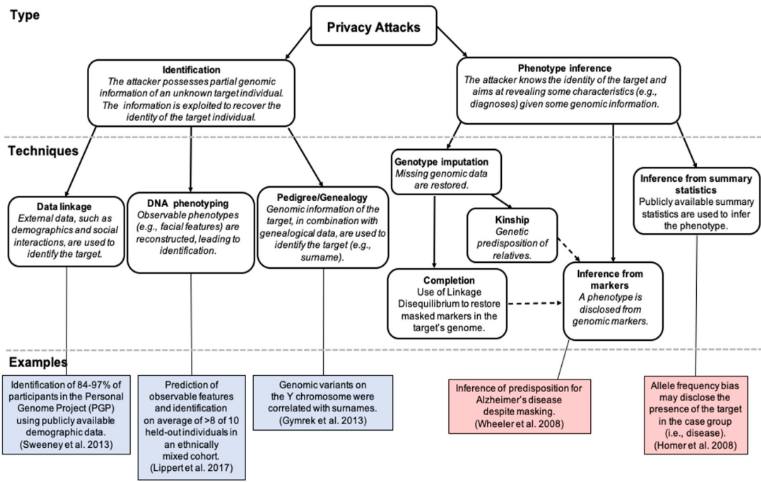 Type
Privacy Attacks
Identification
The attacker possesses partial genomic
information of an unknown target individual.
The information is exploited to recover the
identity of the target individual.
Phenotype inference
The attacker knows the identity of the target and
aims at revealing some characteristics (e.g.,
diagnoses) given some genomic information.
Techniques
Data linkage
External data, such as
demographics and social
interactions, are used to
identify the target.
DNA phenotyping
Observable phenotypes
(e.g., facial features) are
reconstructed, leading to
identification.
Pedigree/Genealogy
Genomic information of the
target, in combination with
genealogical data, are used to
identify the target (e.g.,
surname).
Genotype imputation
Missing genomic data
are restored.
Kinship
Genetic
predisposition of
relatives.
Completion
Use of Linkage
Disequilibrium to restore
masked markers in the
target's genome.
Inference from
markers
A phenotype is
disclosed from
genomic markers.
Inference from summary
statistics
Publicly available summary
statistics are used to infer
the phenotype.
Examples
Identification of 84-97% of
participants in the Personal
Genome Project (PGP)
using publicly available
demographic data.
(Sweeney et al. 2013)
Prediction of
observable features
and identification
on average of >8 of 10
held-out individuals in
an ethnically
mixed cohort.
(Lippert et al. 2017)
Genomic variants on
the Y chromosome were
correlated with surnames.
(Gymrek et al. 2013)
Inference of predisposition for
Alzheimer's disease
despite masking.
(Wheeler et al. 2008)
Allele frequency bias
may disclose the
presence of the target
in the case group
(i.e., disease).
(Homer et al. 2008)